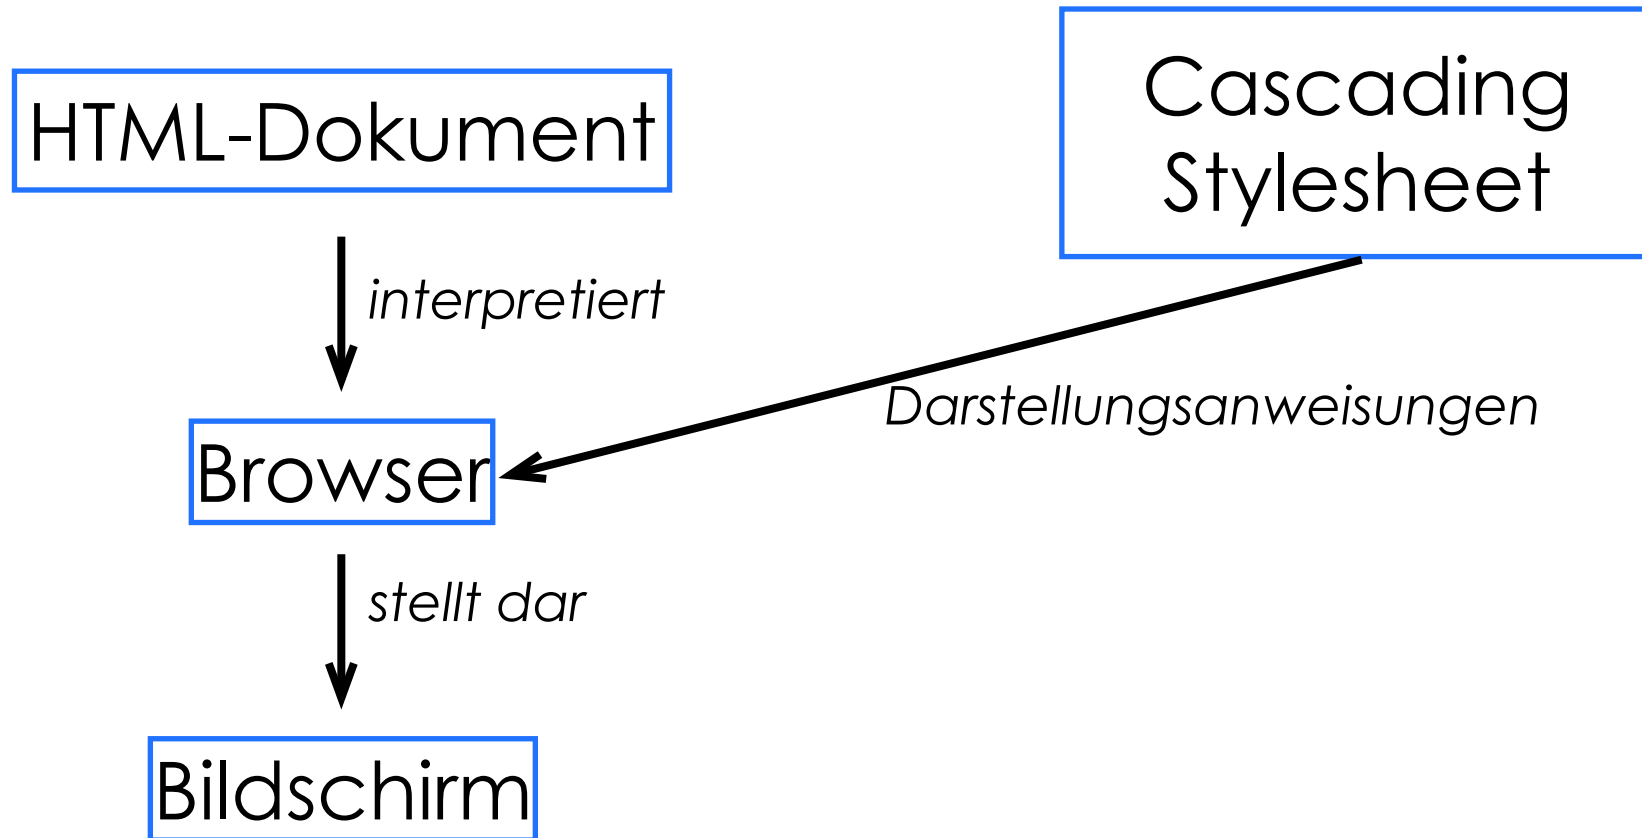 HTML-Dokument
Cascading
Stylesheet
interpretiert
Darstellungsanweisungen
Browser
stellt dar
Bildschirm